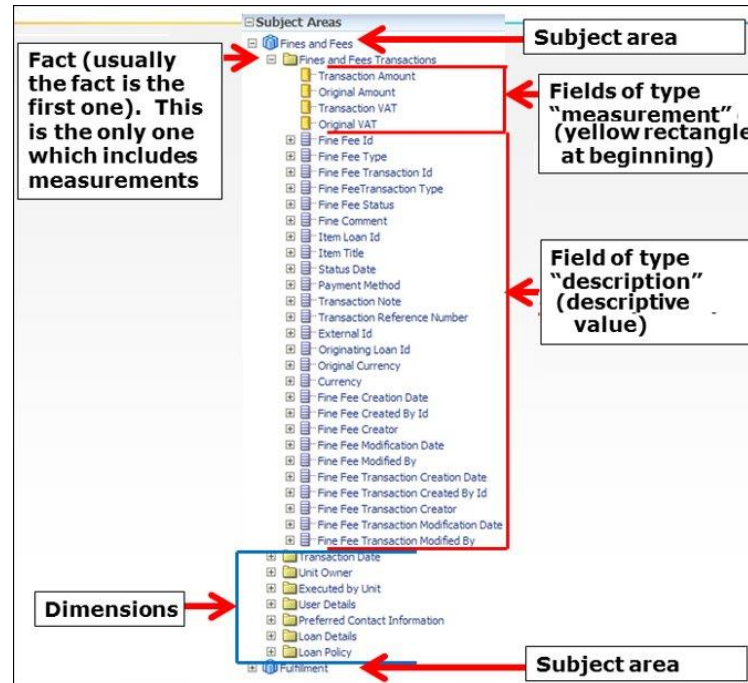 Subject Areas
Fines and Fees
Subject area
Fines and Fees Transactions
Fact (usually
the fact is the
first one). This
is the only one
which includes
measurements
Transaction Amount
Original Amount
Transaction VAT
Original VAT
Fields of type
“measurement”
(yellow rectangle
at beginning)
Fine Fee Id
Fine Fee Type
Fine Fee Transaction Id
Fine FeeTransaction Type
Fine Fee Status
Fine Comment
Item Loan Id
Item Title
Status Date
Payment Method
Transaction Note
Transaction Reference Number
External Id
Originating Loan Id
Original Currency
Currency
Fine Fee Creation Date
Fine Fee Created By Id
Fine Fee Creator
Fine Fee Modification Date
Fine Fee Modified By
Fine Fee Transaction Creation Date
Fine Fee Transaction Created By Id
Fine Fee Transaction Creator
Fine Fee Transaction Modification Date
Fine Fee Transaction Modified By
Field of type
“description”
(descriptive
value)
Transaction Date
Unit Owner
Executed by Unit
User Details
Preferred Contact Information
Loan Details
Loan Policy
Dimensions
Fulfilment
Subject area